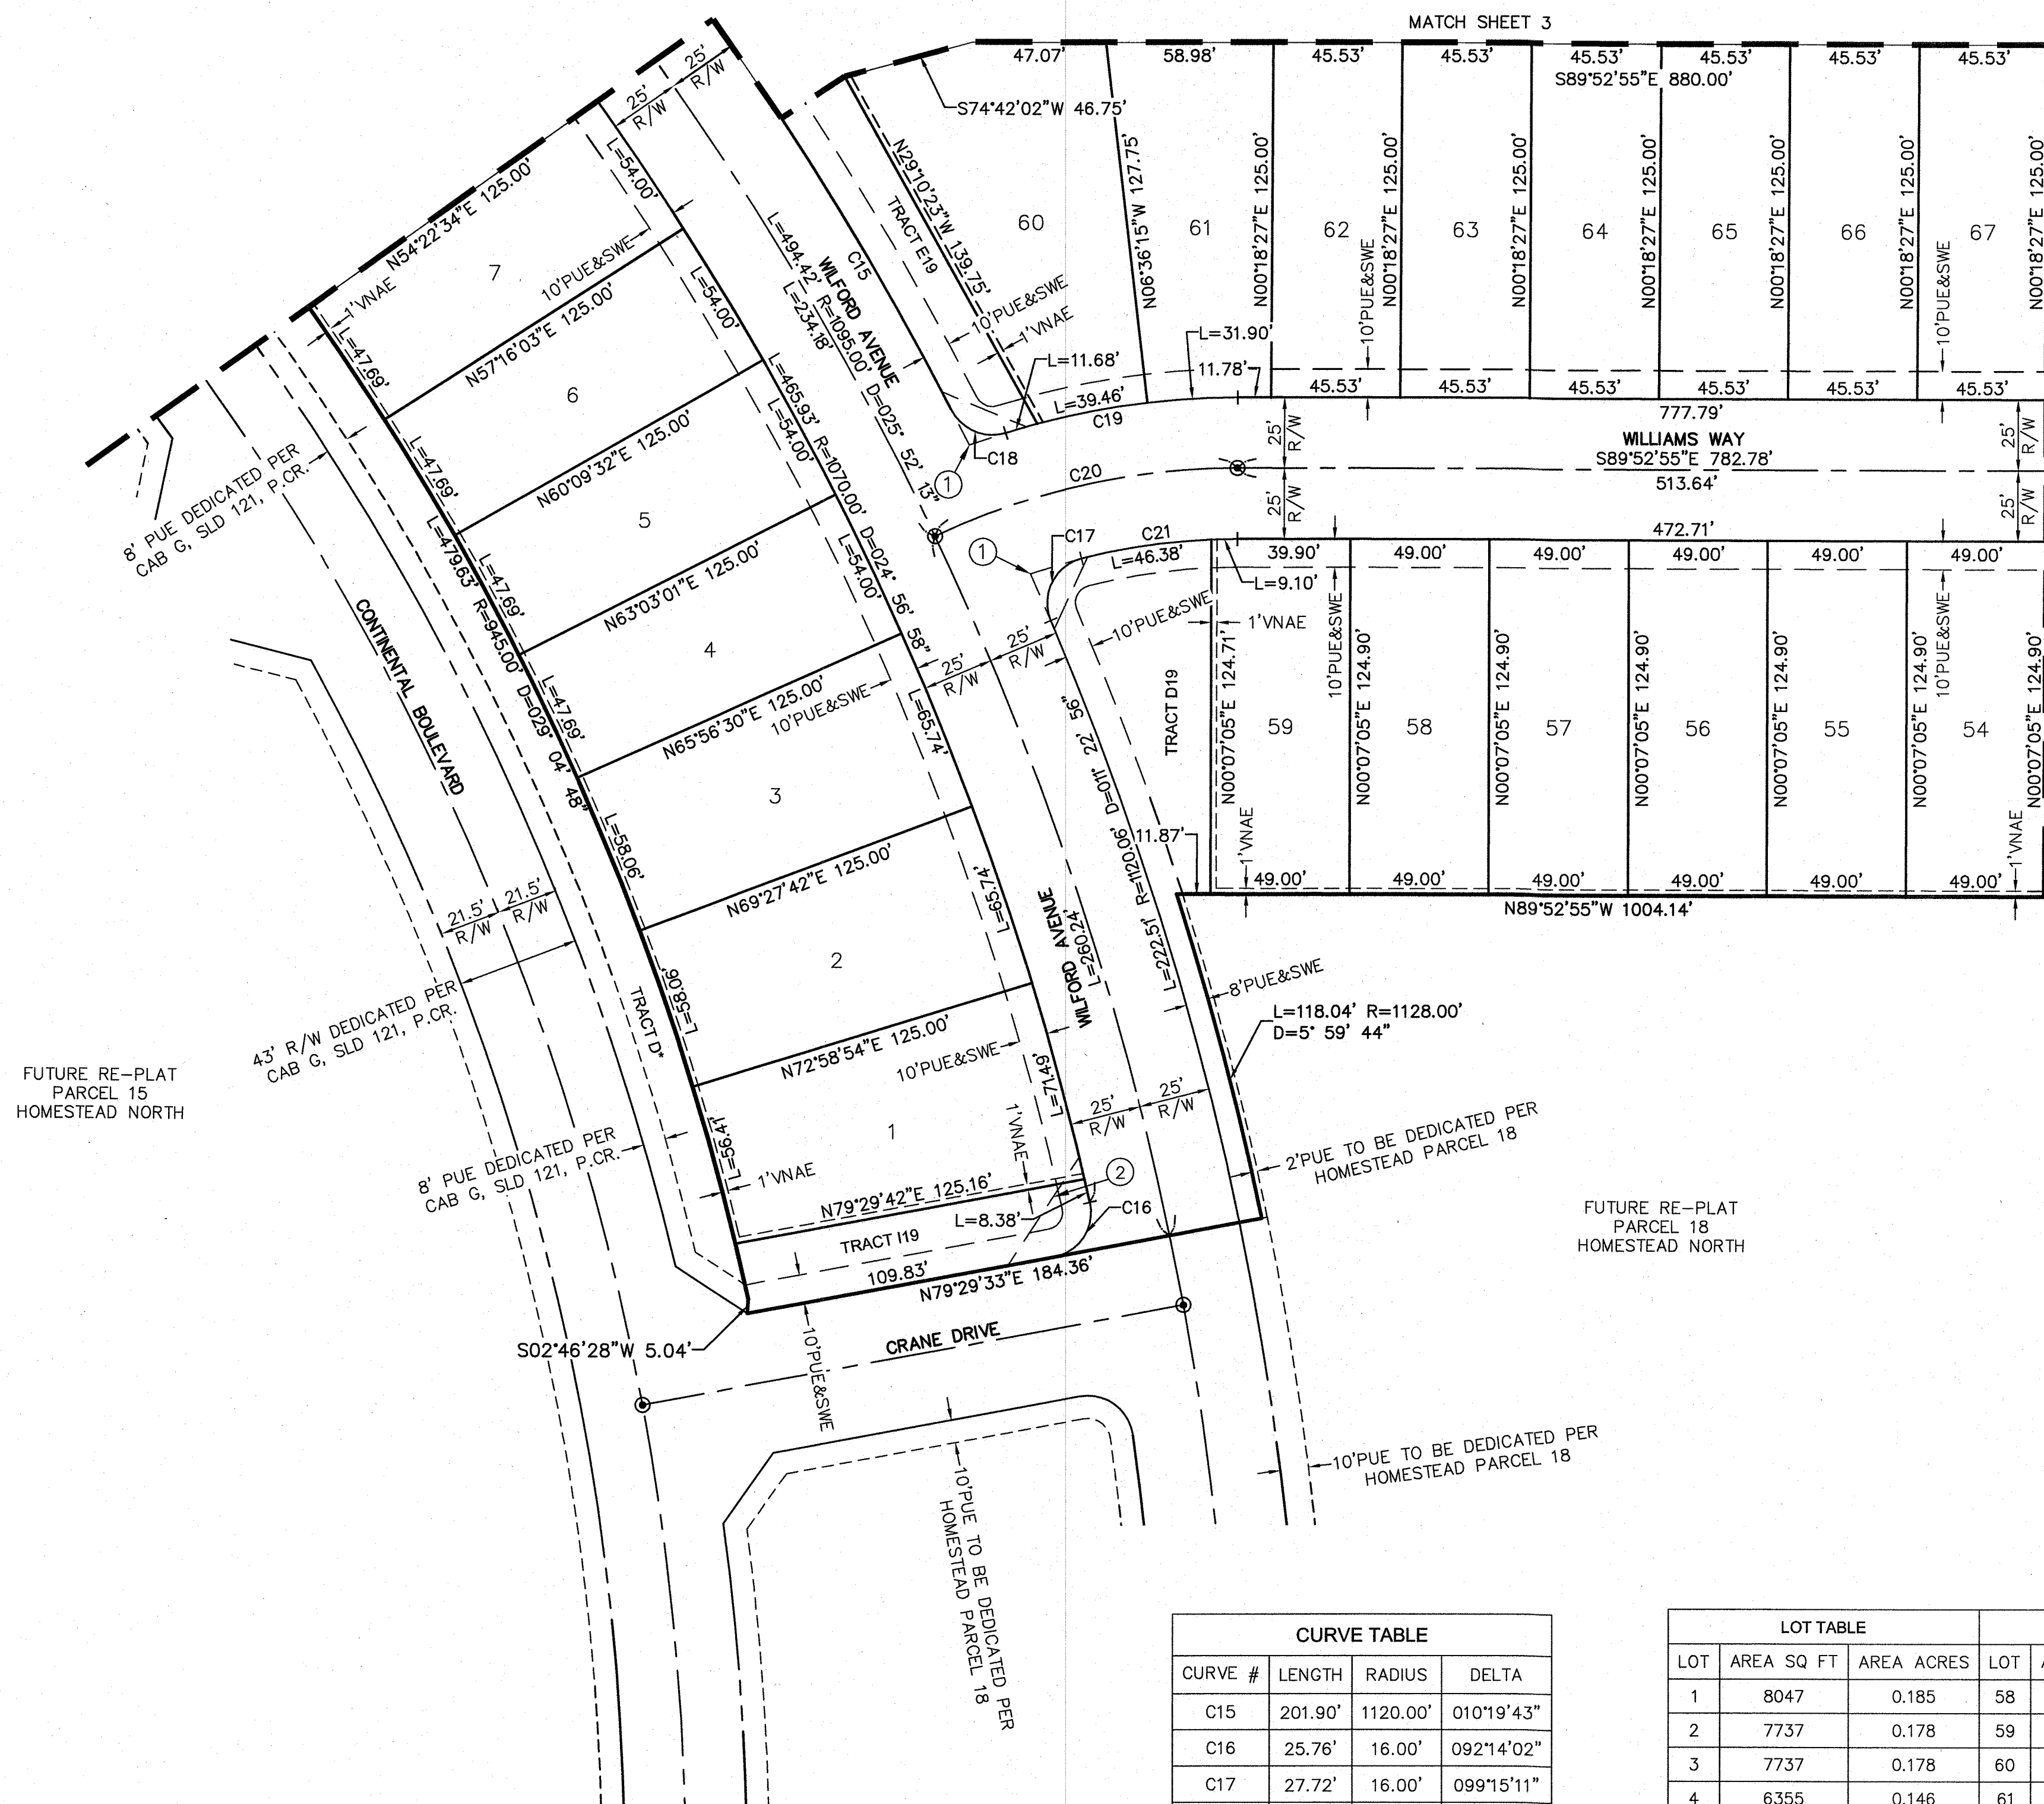 MATCH SHEET 3
47.07'
58.98'
45.53'
45.53'
45.53'
45.53'
45.53'
45.53'
S89°52'55"E 880.00'
25'
R/W
25'
R/W
S74°42'02"W 46.75'
N54°22'34"E 125.00'
L=54.00'
7
1'VNAE
10'PUE&SWE
L=47.69'
N57°16'03"E 125.00'
L=54.00'
6
L=47.69'
N60°09'32"E 125.00'
L=54.00'
5
L=47.69'
N63°03'01"E 125.00'
L=54.00'
4
L=47.69'
N65°56'30"E 125.00'
10'PUE&SWE
L=65.74'
3
L=58.06'
N69°27'42"E 125.00'
L=65.74'
2
L=58.06'
N72°58'54"E 125.00'
10'PUE&SWE
L=71.49'
1
L=56.41'
1'VNAE
1'VNAE
N79°29'42"E 125.16'
L=8.38'
2
C16
TRACT I19
109.83'
N79°29'33"E 184.36'
S02°46'28"W 5.04'
CRANE DRIVE
10'PUE&SWE
L=479.63' R=945.00' D=029° 04' 48"
L=465.93' R=1070.00' D=024° 56' 58"
L=494.42' R=1095.00' D=025° 52' 13"
L=234.18'
WILFORD AVENUE
C15
TRACT E19
N29°10'23"W 139.75'
10'PUE&SWE
1'VNAE
L=11.68'
L=39.46'
C19
L=31.90'
11.78'
C18
1
C20
60
N06°36'15"W 127.75'
61
N00°18'27"E 125.00'
62
10'PUE&SWE
N00°18'27"E 125.00'
63
N00°18'27"E 125.00'
64
N00°18'27"E 125.00'
65
N00°18'27"E 125.00'
66
N00°18'27"E 125.00'
10'PUE&SWE
67
N00°18'27"E 125.00'
45.53'
45.53'
45.53'
45.53'
45.53'
45.53'
777.79'
25'
R/W
WILLIAMS WAY
S89°52'55"E 782.78'
513.64'
25'
R/W
25'
R/W
25'
R/W
472.71'
C17
1
C21
L=46.38'
39.90'
49.00'
49.00'
49.00'
49.00'
49.00'
L=9.10'
10'PUE&SWE
1'VNAE
25'
R/W
25'
R/W
TRACT D19
N00°07'05"E 124.71'
59
10'PUE&SWE
N00°07'05"E 124.90'
58
N00°07'05"E 124.90'
57
N00°07'05"E 124.90'
56
N00°07'05"E 124.90'
55
N00°07'05"E 124.90'
10'PUE&SWE
54
N00°07'05"E 124.90'
11.87'
1'VNAE
1'VNAE
49.00'
49.00'
49.00'
49.00'
49.00'
49.00'
N89°52'55"W 1004.14'
L=222.51' R=1120.06' D=011° 22' 56"
WILFORD AVENUE
L=260.24'
8'PUE&SWE
L=118.04' R=1128.00'
D=5° 59' 44"
25'
R/W
25'
R/W
2'PUE TO BE DEDICATED PER
HOMESTEAD PARCEL 18
FUTURE RE-PLAT
PARCEL 18
HOMESTEAD NORTH
10'PUE TO BE DEDICATED PER
HOMESTEAD PARCEL 18
10'PUE TO BE DEDICATED PER
HOMESTEAD PARCEL 18
8' PUE DEDICATED PER
CAB G, SLD 121, P.CR.
CONTINENTAL BOULEVARD
21.5'
R/W
21.5'
R/W
43' R/W DEDICATED PER
CAB G, SLD 121, P.CR.
TRACT D*
8' PUE DEDICATED PER
CAB G, SLD 121, P.CR.
FUTURE RE-PLAT
PARCEL 15
HOMESTEAD NORTH
CURVE TABLE
CURVE # LENGTH RADIUS DELTA
C15 201.90' 1120.00' 010°19'43"
C16 25.76' 16.00' 092°14'02"
C17 27.72' 16.00' 099°15'11"
LOT TABLE
LOT AREA SQ FT AREA ACRES LOT
1 8047 0.185 58
2 7737 0.178 59
3 7737 0.178 60
4 6355 0.146 61